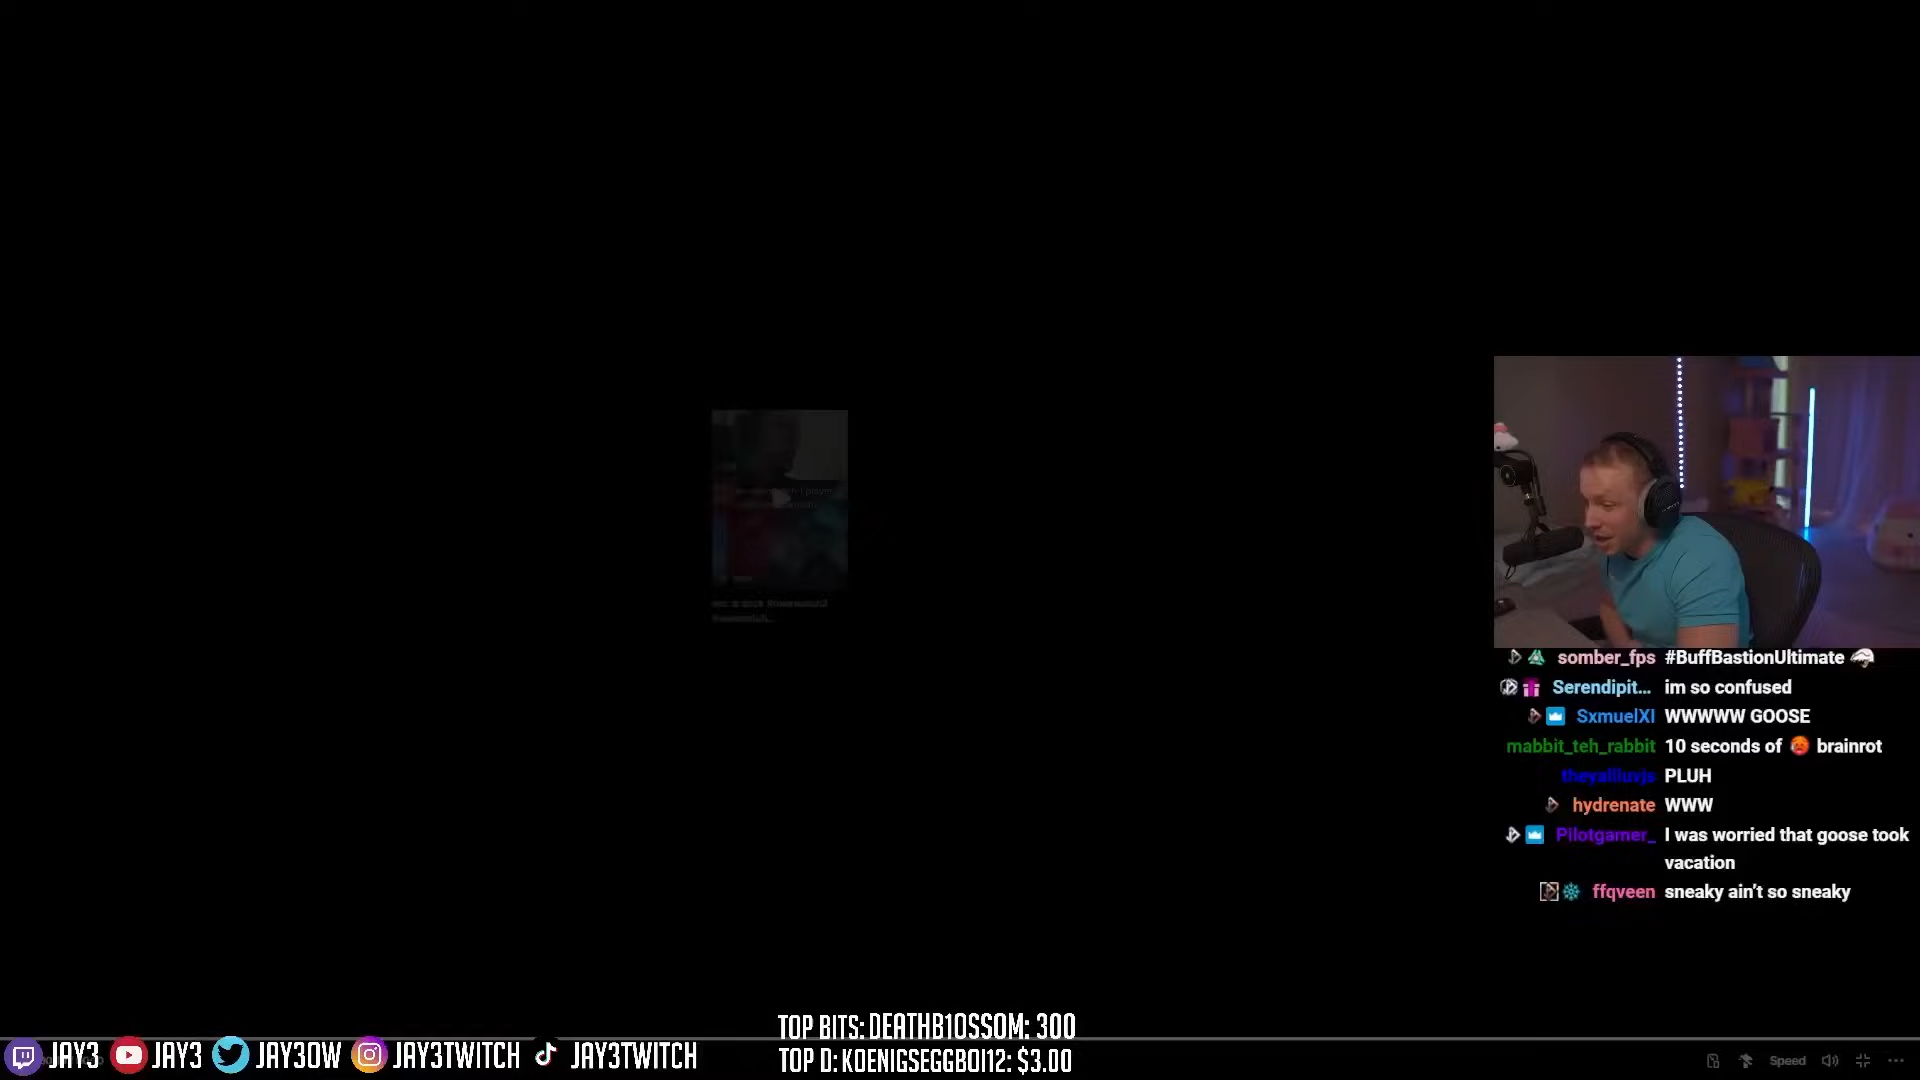 somber_fps #BuffBastionUltimate
Serendipit... im so confused
SxmuelXI WWWWW GOOSE
mabbit_teh_rabbit 10 seconds of brainrot
theyallluvjs PLUH
hydrenate WWW
Pilotgamer_ I was worried that goose took
vacation
ffqveen sneaky ain't so sneaky
TOP BITS: DEATHB1OSSOM: 300
JAY3 JAY3 JAY3OW JAY3TWITCH JAY3TWITCH
TOP D: KOENIGSEGGBOI12: $3.00
Speed